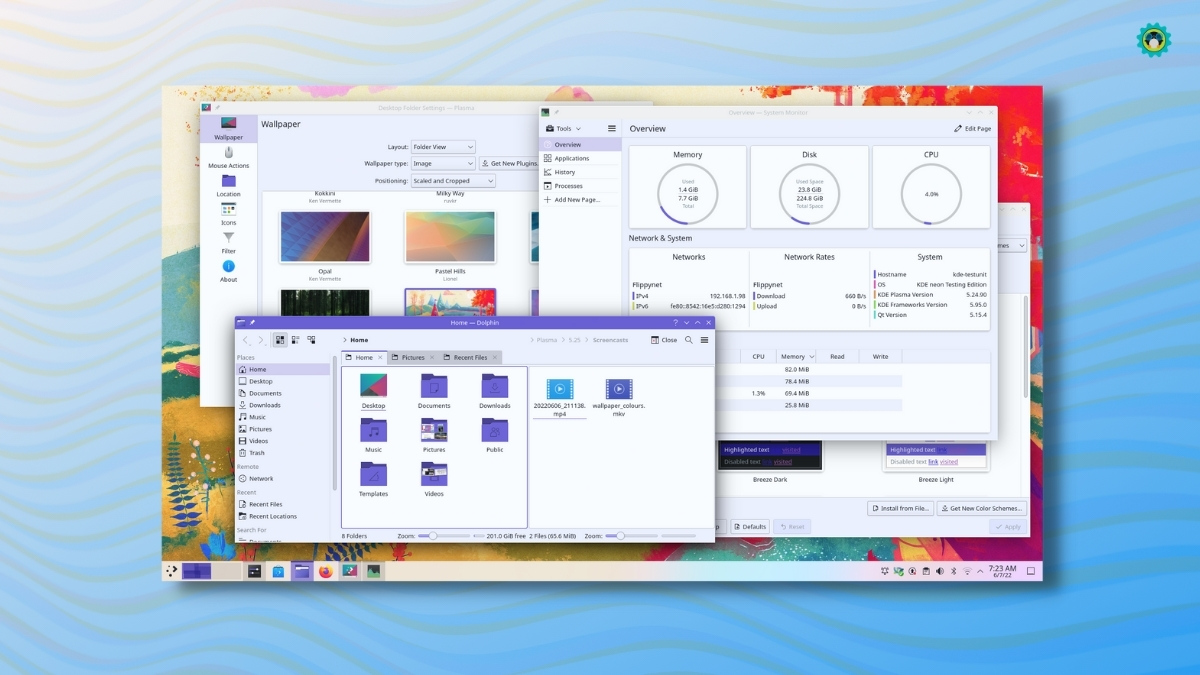 Desktop Folder Settings — Plasma
Wallpaper
Mouse Actions
Location
Icons
Filter
About
Wallpaper
Layout: Folder View
Wallpaper type: Image Get New Plugins
Positioning: Scaled and Cropped
Kokkini
Ken Vermette
Milky Way
ruvkr
Opal
Ken Vermette
Pastel Hills
Lionel
Overview — System Monitor
Tools
Overview
Applications
History
Processes
Add New Page...
Overview
Edit Page
Memory
Used
1.4 GiB
7.7 GiB
Total
Disk
Used Space
23.8 GiB
224.8 GiB
Total Space
CPU
4.0%
Network & System
Networks
Flippynet
IPv4 192.168.1.98
IPv6 fe80::8542:16e5:d280:1294
Network Rates
Flippynet
Download 660 B/s
Upload 0 B/s
System
Hostname kde-testunit
OS KDE neon Testing Edition
KDE Plasma Version 5.24.90
KDE Frameworks Version 5.95.0
Qt Version 5.15.4
CPU Memory Read Write
82.0 MiB
78.4 MiB
1.3% 69.4 MiB
25.8 MiB
Highlighted text visited
Disabled text link visited
Breeze Dark
Highlighted text
Disabled text link visited
Breeze Light
Install from File...
Get New Color Schemes...
Defaults
Reset
Apply
Home — Dolphin
Home
Plasma 5.25 Screencasts
Close
Places
Home
Desktop
Documents
Downloads
Music
Pictures
Videos
Trash
Remote
Network
Recent
Recent Files
Recent Locations
Search For
Documents
Home
Pictures
Recent Files
Desktop
Documents
Downloads
Music
Pictures
Public
Templates
Videos
20220606_211138.
mp4
wallpaper_colours.
mkv
8 Folders Zoom: 201.0 GiB free
2 Files (65.6 MiB) Zoom:
7:23 AM
6/7/22